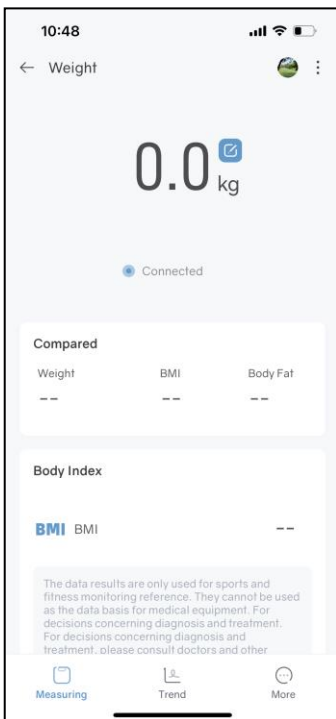 10:48
Weight
0.0 kg
Connected
Compared
Weight BMI Body Fat
-- -- --
Body Index
BMI BMI --
The data results are only used for sports and
fitness monitoring reference. They cannot be used
as the data basis for medical equipment. For
decisions concerning diagnosis and treatment.
For decisions concerning diagnosis and
treatment, please consult doctors and other
Measuring Trend More